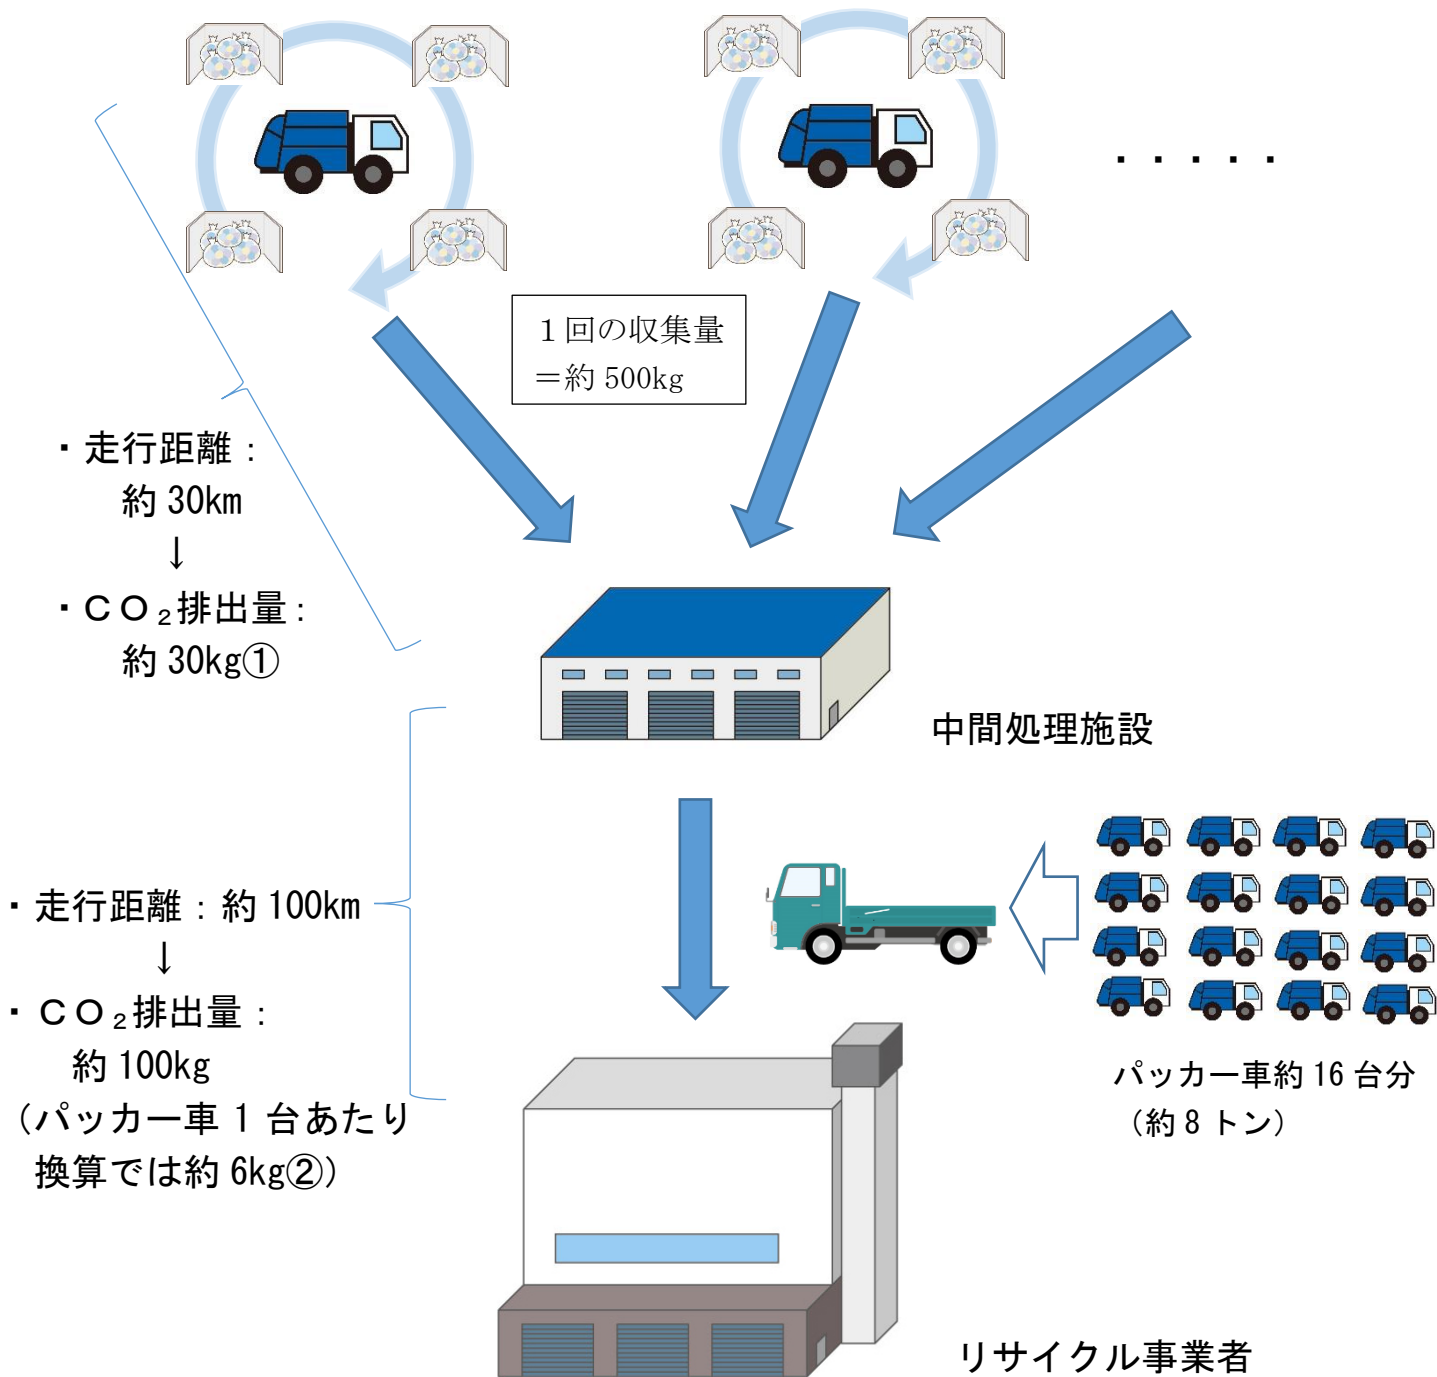 ・・・・・
１回の収集量
＝約 500kg
・走行距離：
約 30km
↓
・ＣＯ₂排出量：
約 30kg①
中間処理施設
・走行距離：約 100km
↓
・ＣＯ₂排出量：
約 100kg
（パッカー車 1 台あたり
換算では約 6kg②）
パッカー車約 16 台分
（約 8 トン）
リサイクル事業者